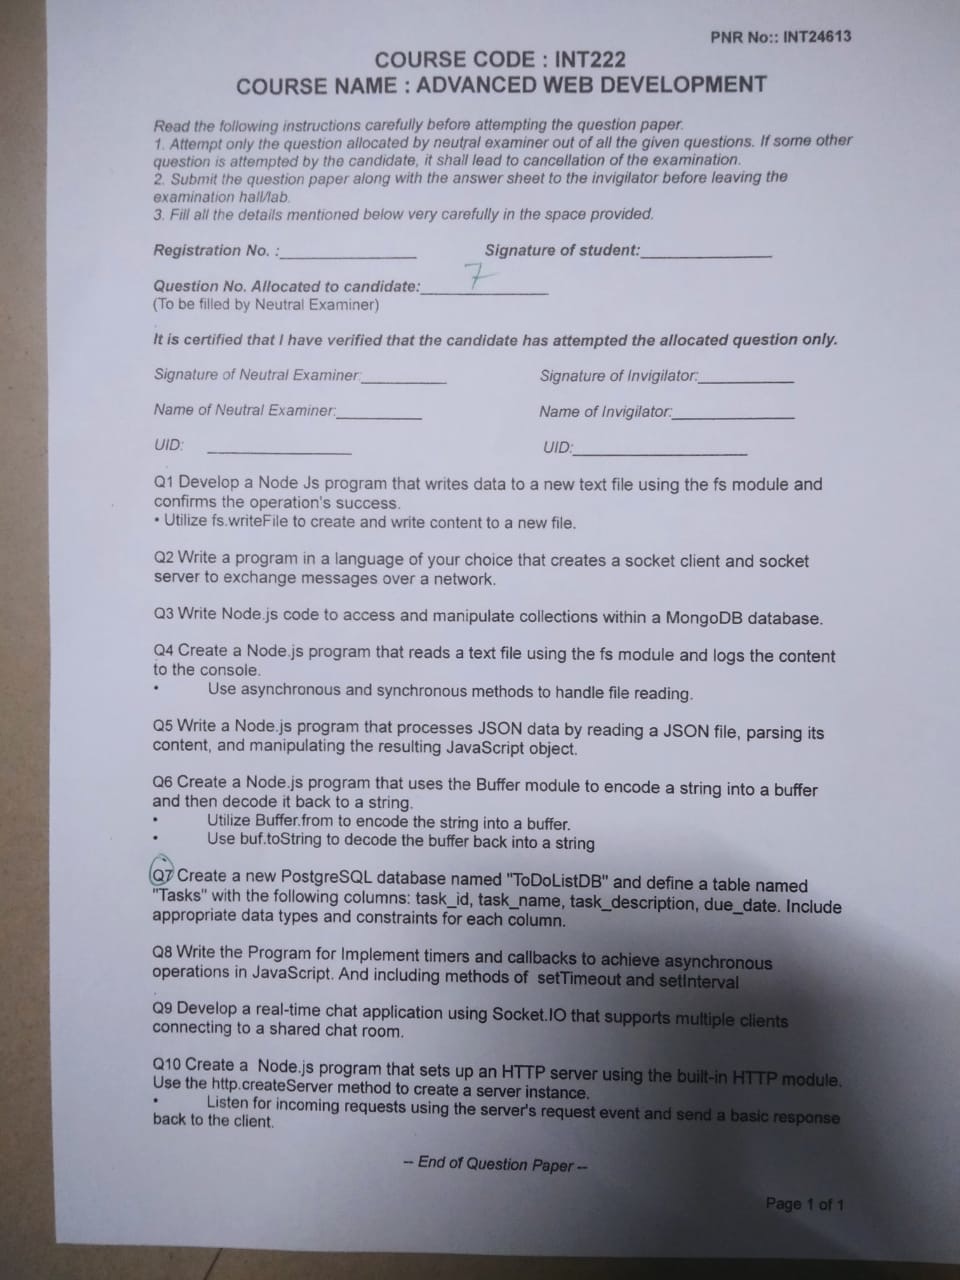 PNR No:: INT24613
COURSE CODE : INT222
COURSE NAME : ADVANCED WEB DEVELOPMENT
Read the following instructions carefully before attempting the question paper.
1. Attempt only the question allocated by neutral examiner out of all the given questions. If some other
question is attempted by the candidate, it shall lead to cancellation of the examination.
2. Submit the question paper along with the answer sheet to the invigilator before leaving the
examination hall/lab.
3. Fill all the details mentioned below very carefully in the space provided.
Registration No. :________________ Signature of student:________________
Question No. Allocated to candidate:_____7_____
(To be filled by Neutral Examiner)
It is certified that I have verified that the candidate has attempted the allocated question only.
Signature of Neutral Examiner:__________ Signature of Invigilator:___________
Name of Neutral Examiner:__________ Name of Invigilator:______________
UID: _________________ UID:____________________
Q1 Develop a Node Js program that writes data to a new text file using the fs module and
confirms the operation's success.
• Utilize fs.writeFile to create and write content to a new file.
Q2 Write a program in a language of your choice that creates a socket client and socket
server to exchange messages over a network.
Q3 Write Node.js code to access and manipulate collections within a MongoDB database.
Q4 Create a Node.js program that reads a text file using the fs module and logs the content
to the console.
• Use asynchronous and synchronous methods to handle file reading.
Q5 Write a Node.js program that processes JSON data by reading a JSON file, parsing its
content, and manipulating the resulting JavaScript object.
Q6 Create a Node.js program that uses the Buffer module to encode a string into a buffer
and then decode it back to a string.
• Utilize Buffer.from to encode the string into a buffer.
• Use buf.toString to decode the buffer back into a string
Q7 Create a new PostgreSQL database named "ToDoListDB" and define a table named
"Tasks" with the following columns: task_id, task_name, task_description, due_date. Include
appropriate data types and constraints for each column.
Q8 Write the Program for Implement timers and callbacks to achieve asynchronous
operations in JavaScript. And including methods of setTimeout and setInterval
Q9 Develop a real-time chat application using Socket.IO that supports multiple clients
connecting to a shared chat room.
Q10 Create a Node.js program that sets up an HTTP server using the built-in HTTP module.
Use the http.createServer method to create a server instance.
• Listen for incoming requests using the server's request event and send a basic response
back to the client.
-- End of Question Paper --
Page 1 of 1